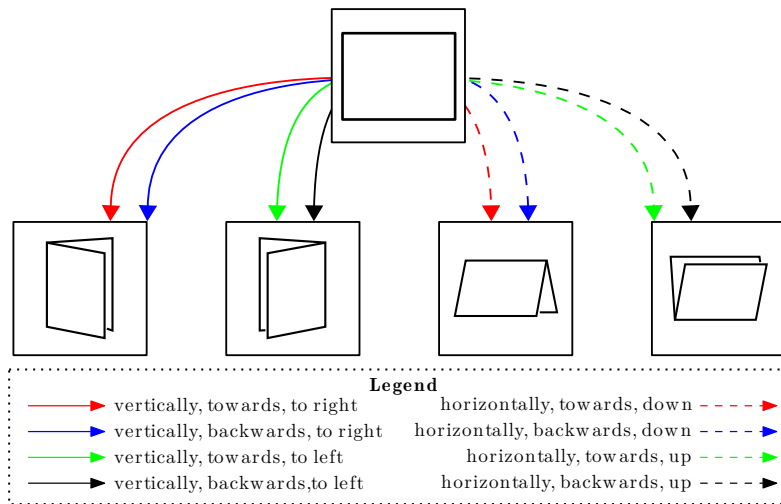 Legend
vertically, towards, to right
horizontally, towards, down
vertically, backwards, to right
horizontally, backwards, down
vertically, towards, to left
horizontally, towards, up
vertically, backwards,to left
horizontally, backwards, up